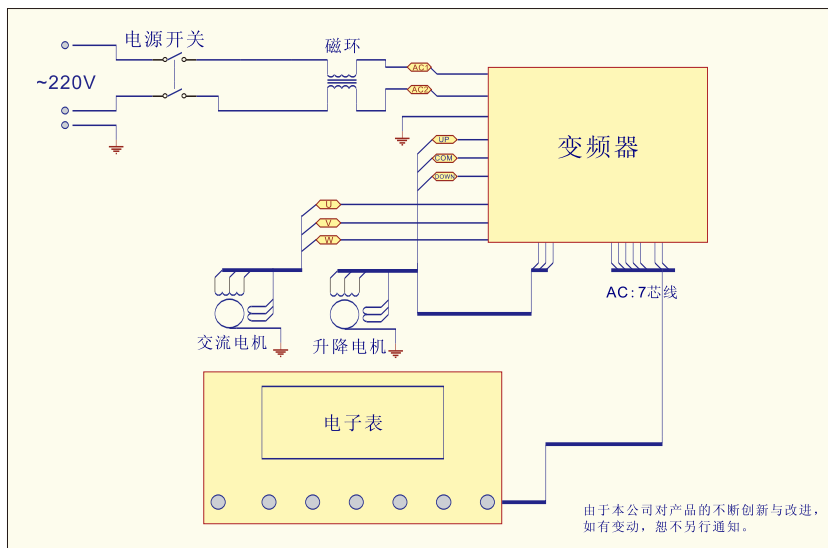 电源开关
磁环
~220V
AC1
AC2
UP
COM
DOWN
变频器
U
V
W
AC:7芯线
交流电机
升降电机
电子表
由于本公司对产品的不断创新与改进，
如有变动，恕不另行通知。